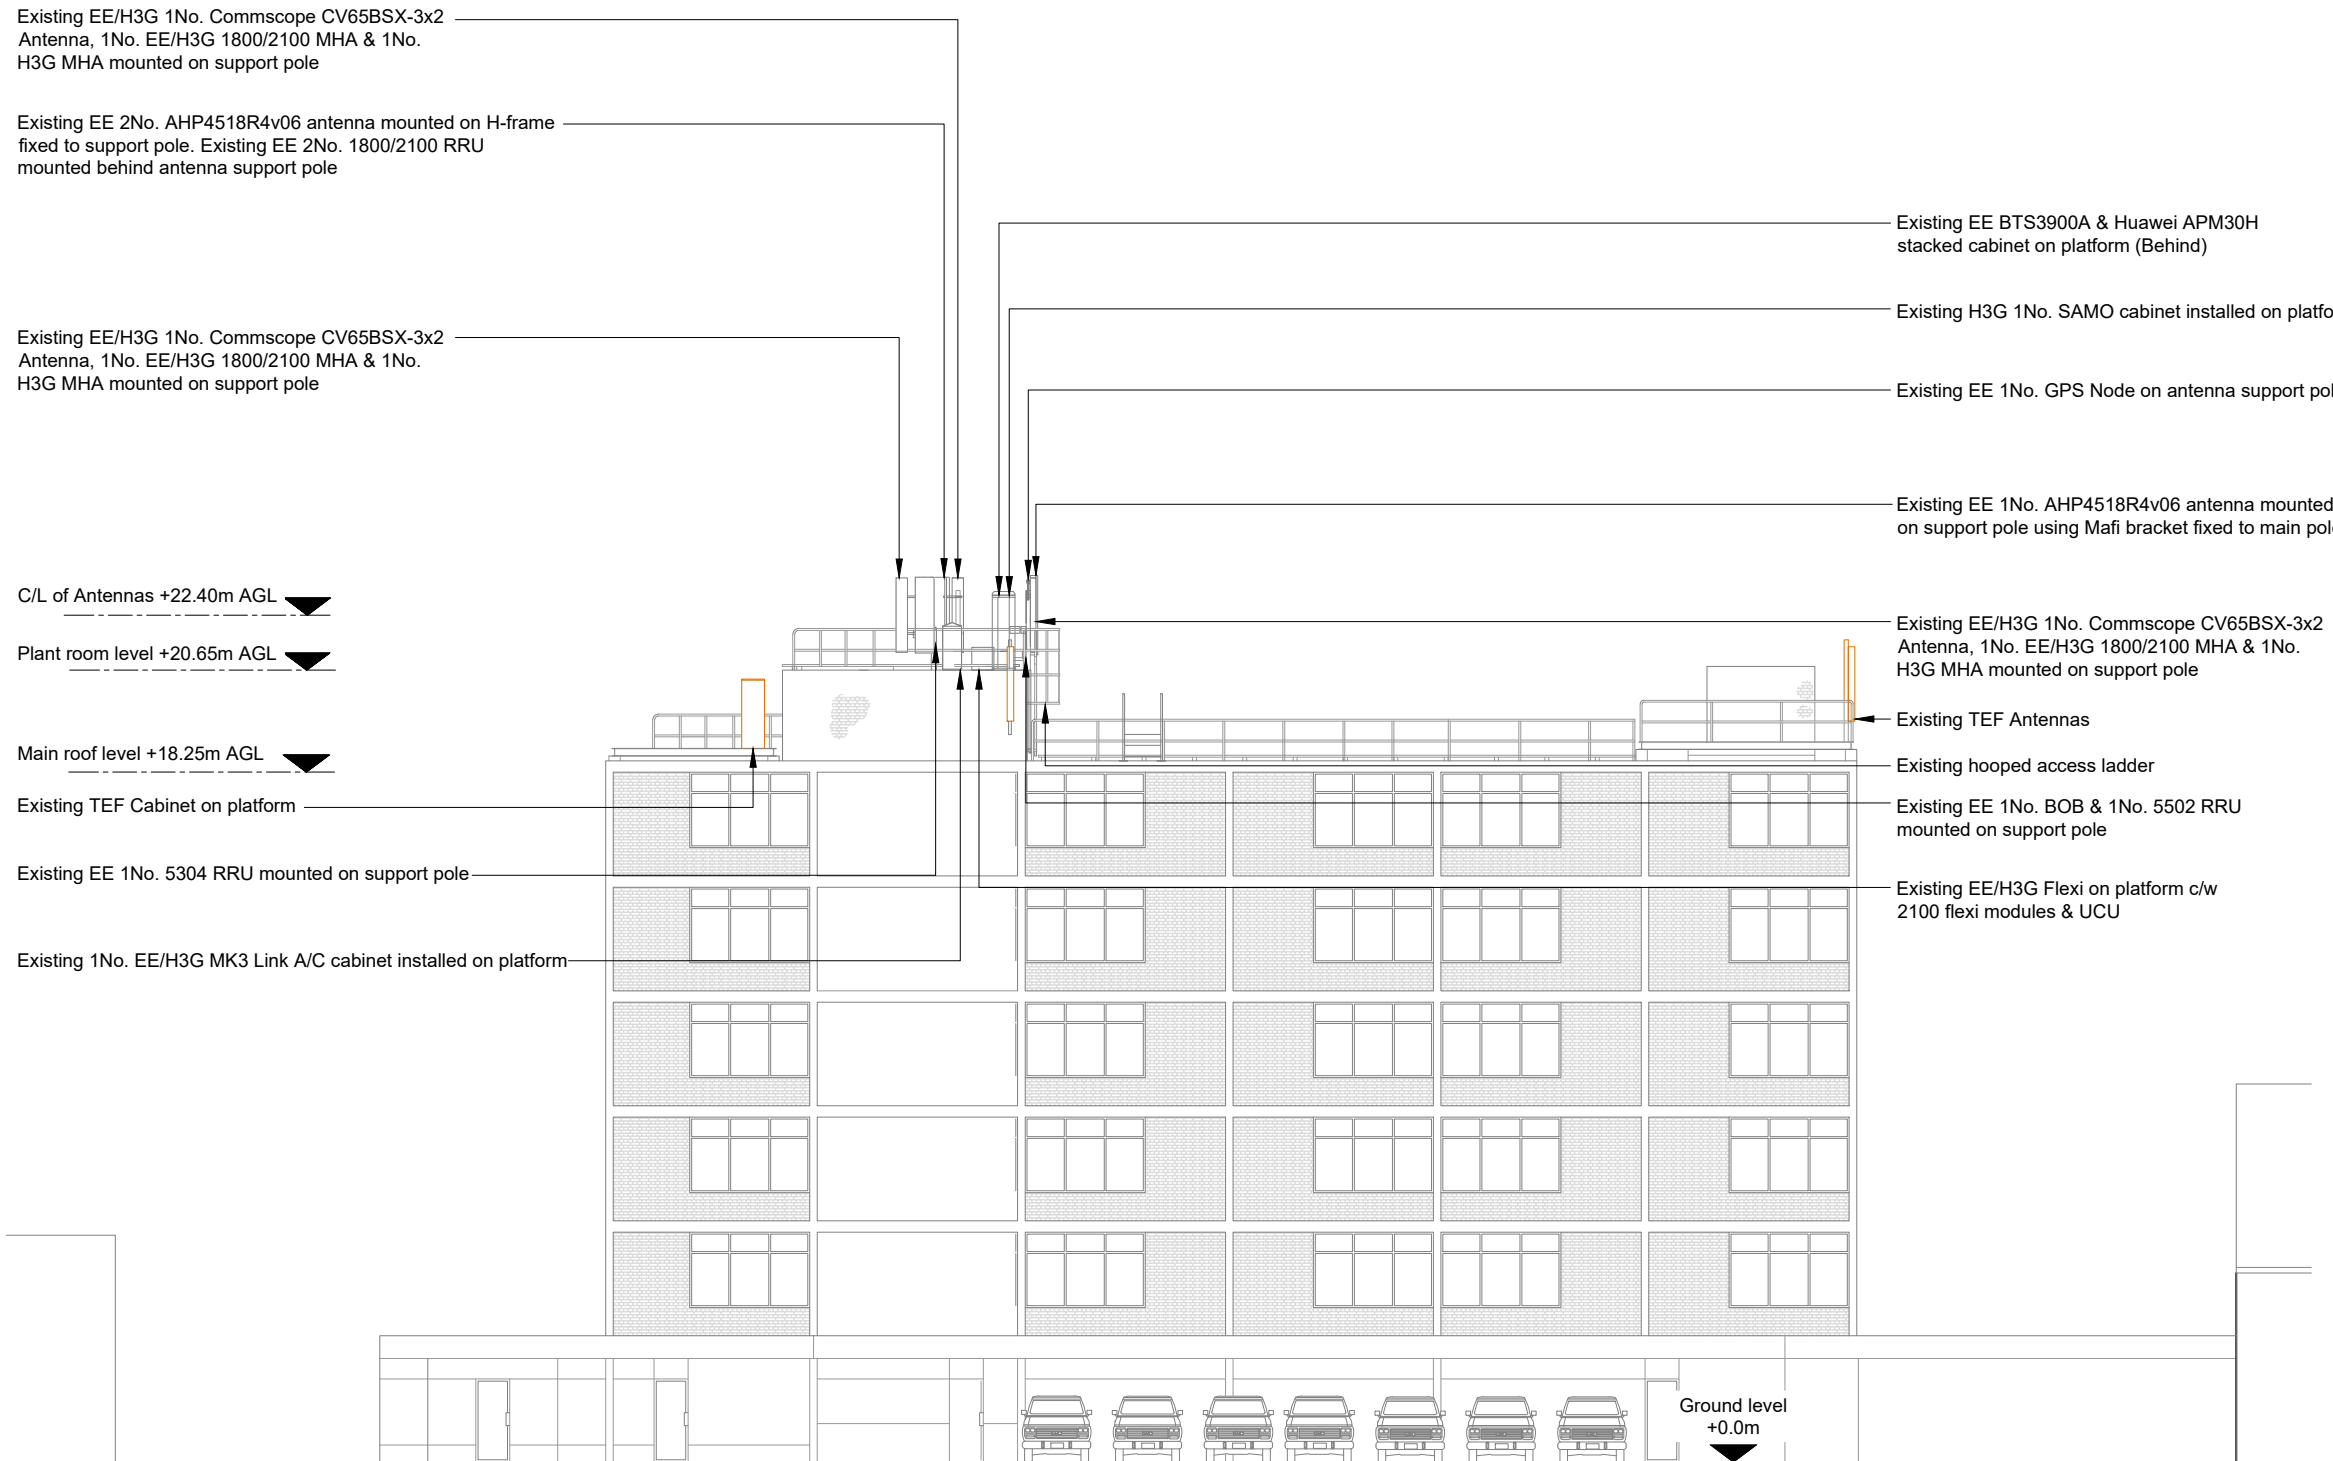 Existing EE/H3G 1No. Commscope CV65BSX-3x2
Antenna, 1No. EE/H3G 1800/2100 MHA & 1No.
H3G MHA mounted on support pole
Existing EE 2No. AHP4518R4v06 antenna mounted on H-frame
fixed to support pole. Existing EE 2No. 1800/2100 RRU
mounted behind antenna support pole
Existing EE/H3G 1No. Commscope CV65BSX-3x2
Antenna, 1No. EE/H3G 1800/2100 MHA & 1No.
H3G MHA mounted on support pole
C/L of Antennas +22.40m AGL
Plant room level +20.65m AGL
Main roof level +18.25m AGL
Existing TEF Cabinet on platform
Existing EE 1No. 5304 RRU mounted on support pole
Existing 1No. EE/H3G MK3 Link A/C cabinet installed on platform
Existing EE BTS3900A & Huawei APM30H
stacked cabinet on platform (Behind)
Existing H3G 1No. SAMO cabinet installed on platfo
Existing EE 1No. GPS Node on antenna support pol
Existing EE 1No. AHP4518R4v06 antenna mounted
on support pole using Mafi bracket fixed to main pol
Existing EE/H3G 1No. Commscope CV65BSX-3x2
Antenna, 1No. EE/H3G 1800/2100 MHA & 1No.
H3G MHA mounted on support pole
Existing TEF Antennas
Existing hooped access ladder
Existing EE 1No. BOB & 1No. 5502 RRU
mounted on support pole
Existing EE/H3G Flexi on platform c/w
2100 flexi modules & UCU
Ground level
+0.0m